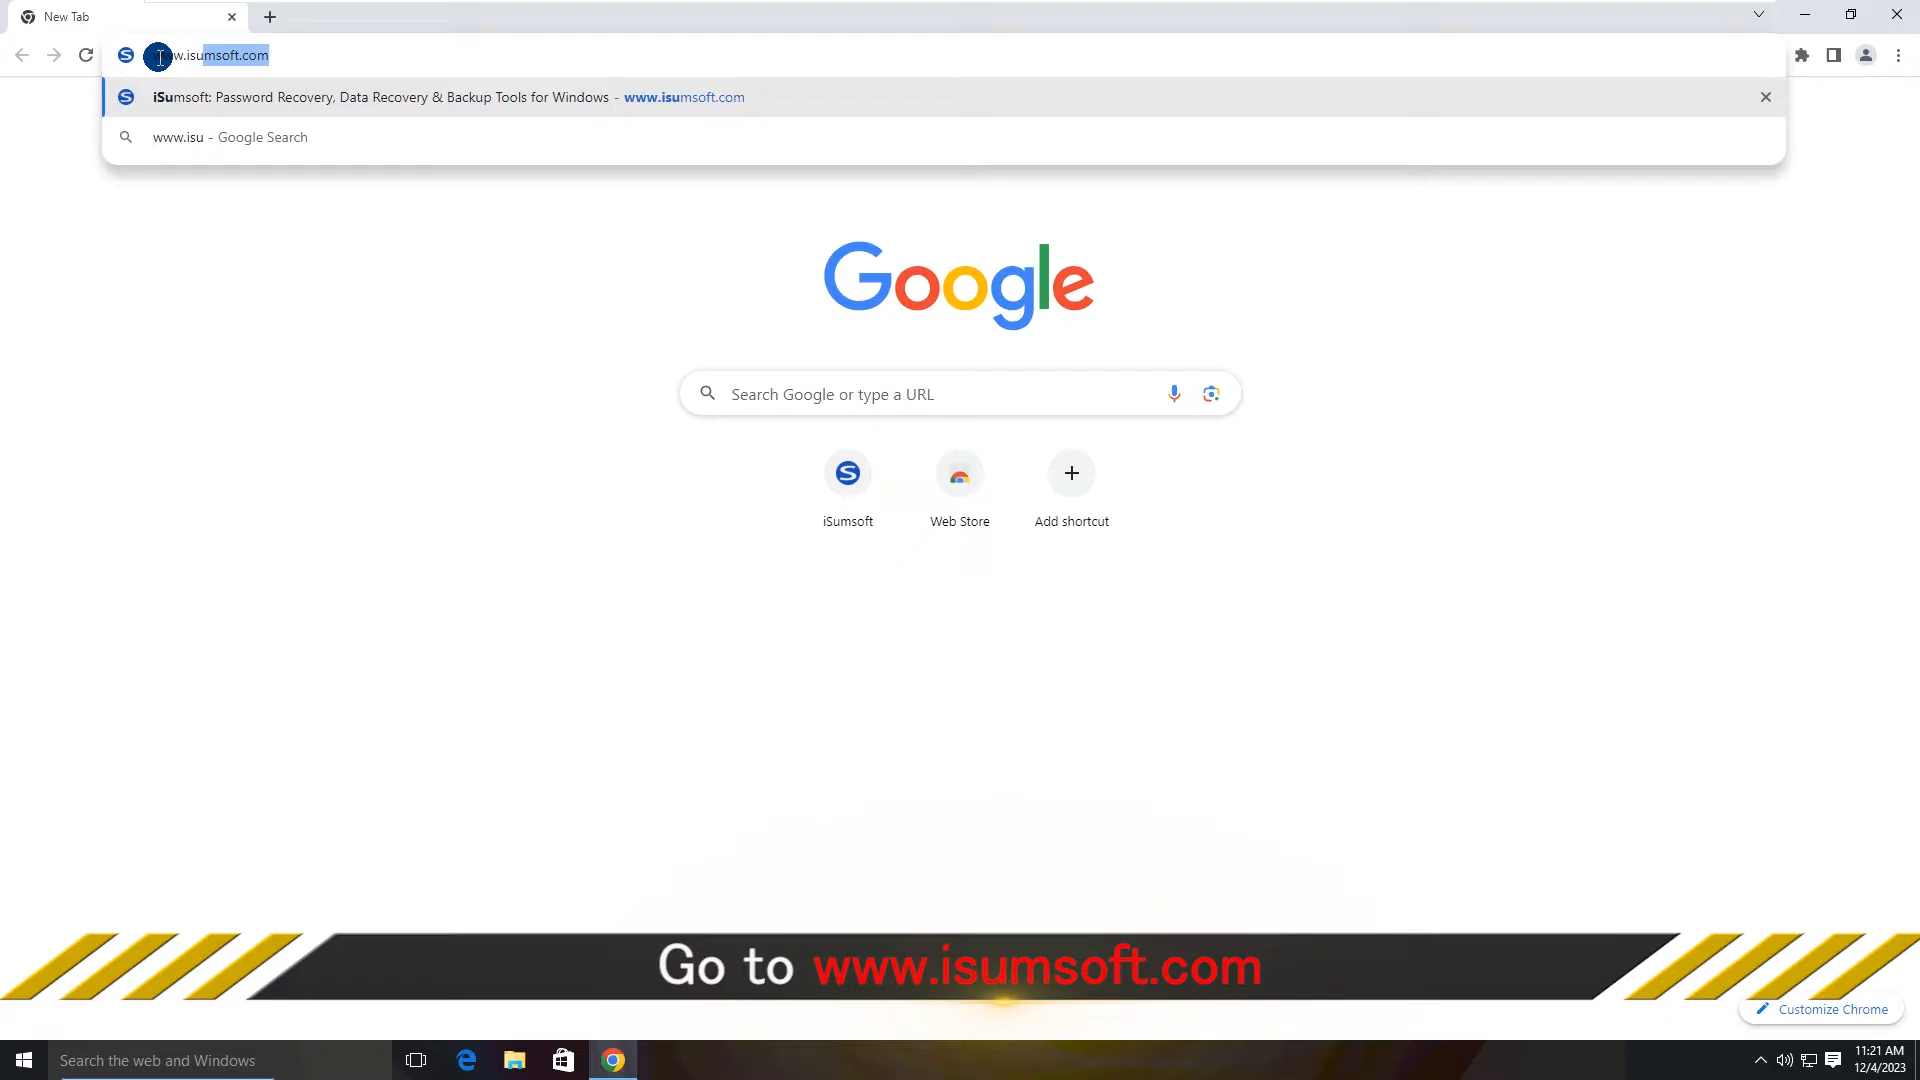 New Tab
www.isumsoft.com
iSumsoft: Password Recovery, Data Recovery & Backup Tools for Windows - www.isumsoft.com
www.isu - Google Search
Google
Search Google or type a URL
iSumsoft
Web Store
Add shortcut
Go to www.isumsoft.com
Customize Chrome
Search the web and Windows
11:21 AM
12/4/2023